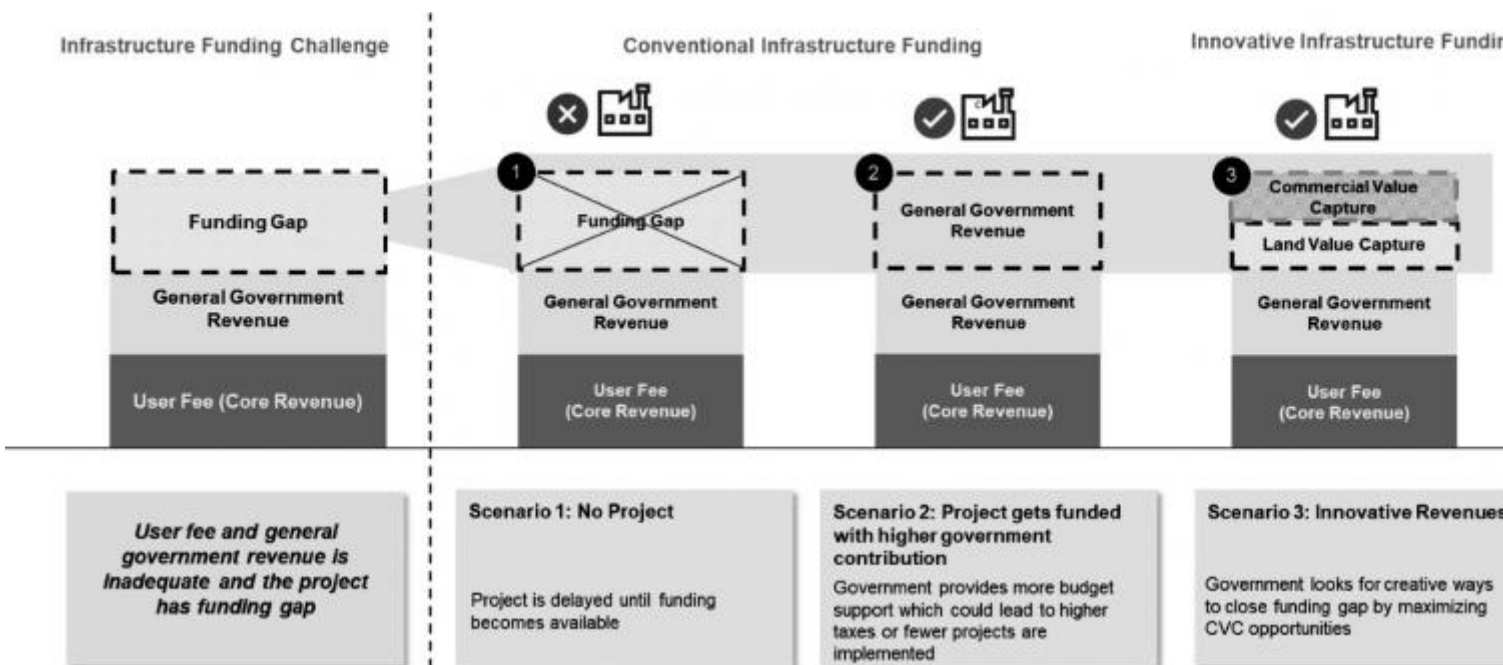 Infrastructure Funding Challenge
Conventional Infrastructure Funding
Innovative Infrastructure Fundin
1
2
3
Funding Gap
General Government
Revenue
User Fee (Core Revenue)
Funding Gap
General Government
Revenue
User Fee
(Core Revenue)
General Government
Revenue
General Government
Revenue
User Fee
(Core Revenue)
Commercial Value
Capture
Land Value Capture
General Government
Revenue
User Fee
(Core Revenue)
User fee and general
government revenue is
inadequate and the project
has funding gap
Scenario 1: No Project
Project is delayed until funding
becomes available
Scenario 2: Project gets funded
with higher government
contribution
Government provides more budget
support which could lead to higher
taxes or fewer projects are
implemented
Scenario 3: Innovative Revenues
Government looks for creative ways
to close funding gap by maximizing
CVC opportunities